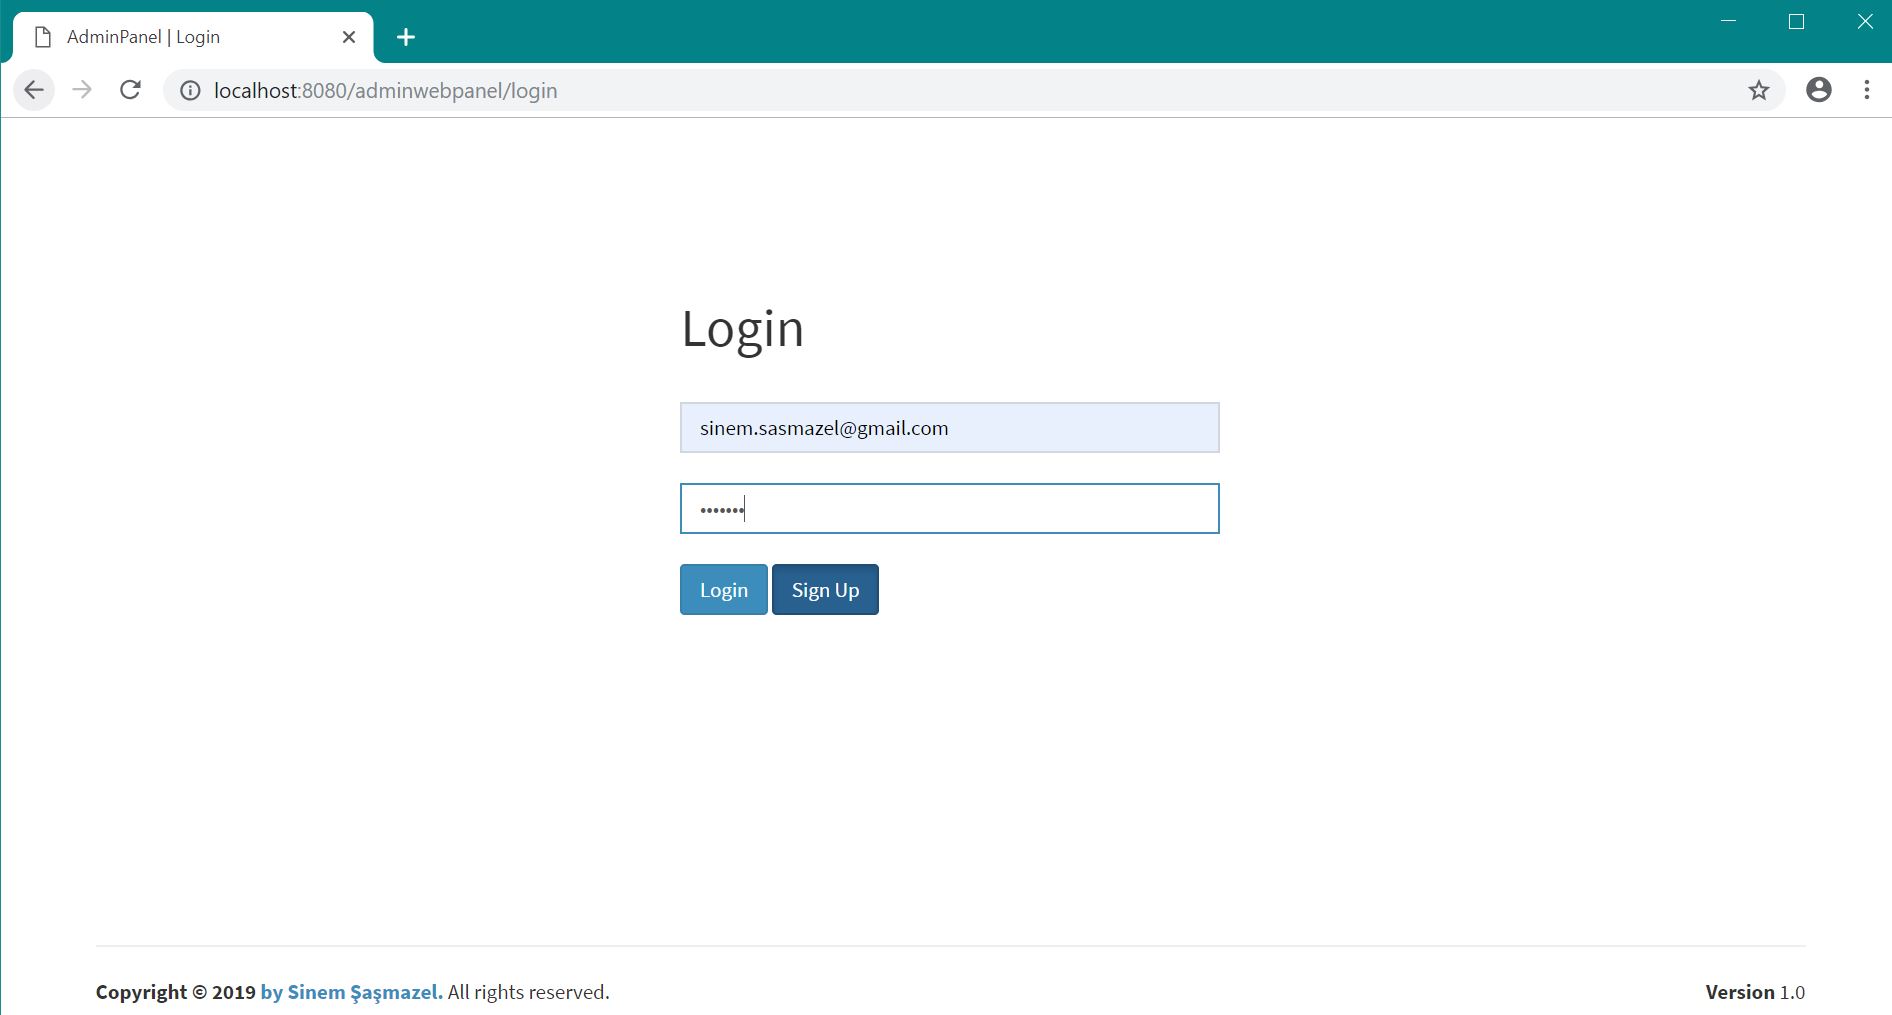 AdminPanel | Login
localhost:8080/adminwebpanel/login
Login
sinem.sasmazel@gmail.com
•••••••
Login Sign Up
Copyright © 2019 by Sinem Şaşmazel. All rights reserved. Version 1.0